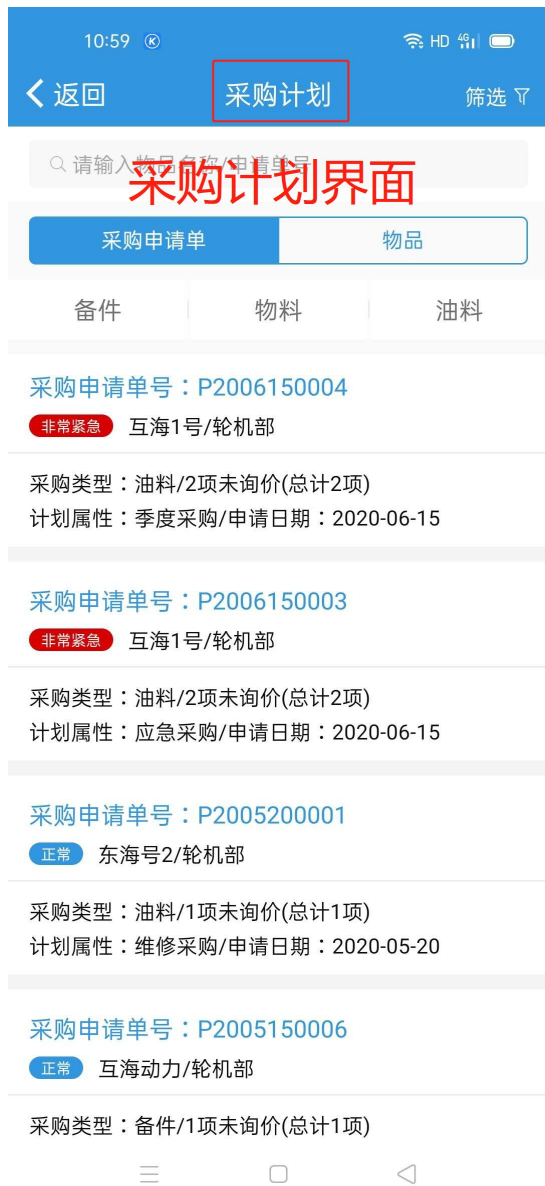 10:59 K HD 4G
返回 采购计划 筛选
请输入物品名称/申请单号
采购计划界面
采购申请单 物品
备件 物料 油料
采购申请单号：P2006150004
非常紧急 互海1号/轮机部
采购类型：油料/2项未询价(总计2项)
计划属性：季度采购/申请日期：2020-06-15
采购申请单号：P2006150003
非常紧急 互海1号/轮机部
采购类型：油料/2项未询价(总计2项)
计划属性：应急采购/申请日期：2020-06-15
采购申请单号：P2005200001
正常 东海号2/轮机部
采购类型：油料/1项未询价(总计1项)
计划属性：维修采购/申请日期：2020-05-20
采购申请单号：P2005150006
正常 互海动力/轮机部
采购类型：备件/1项未询价(总计1项)